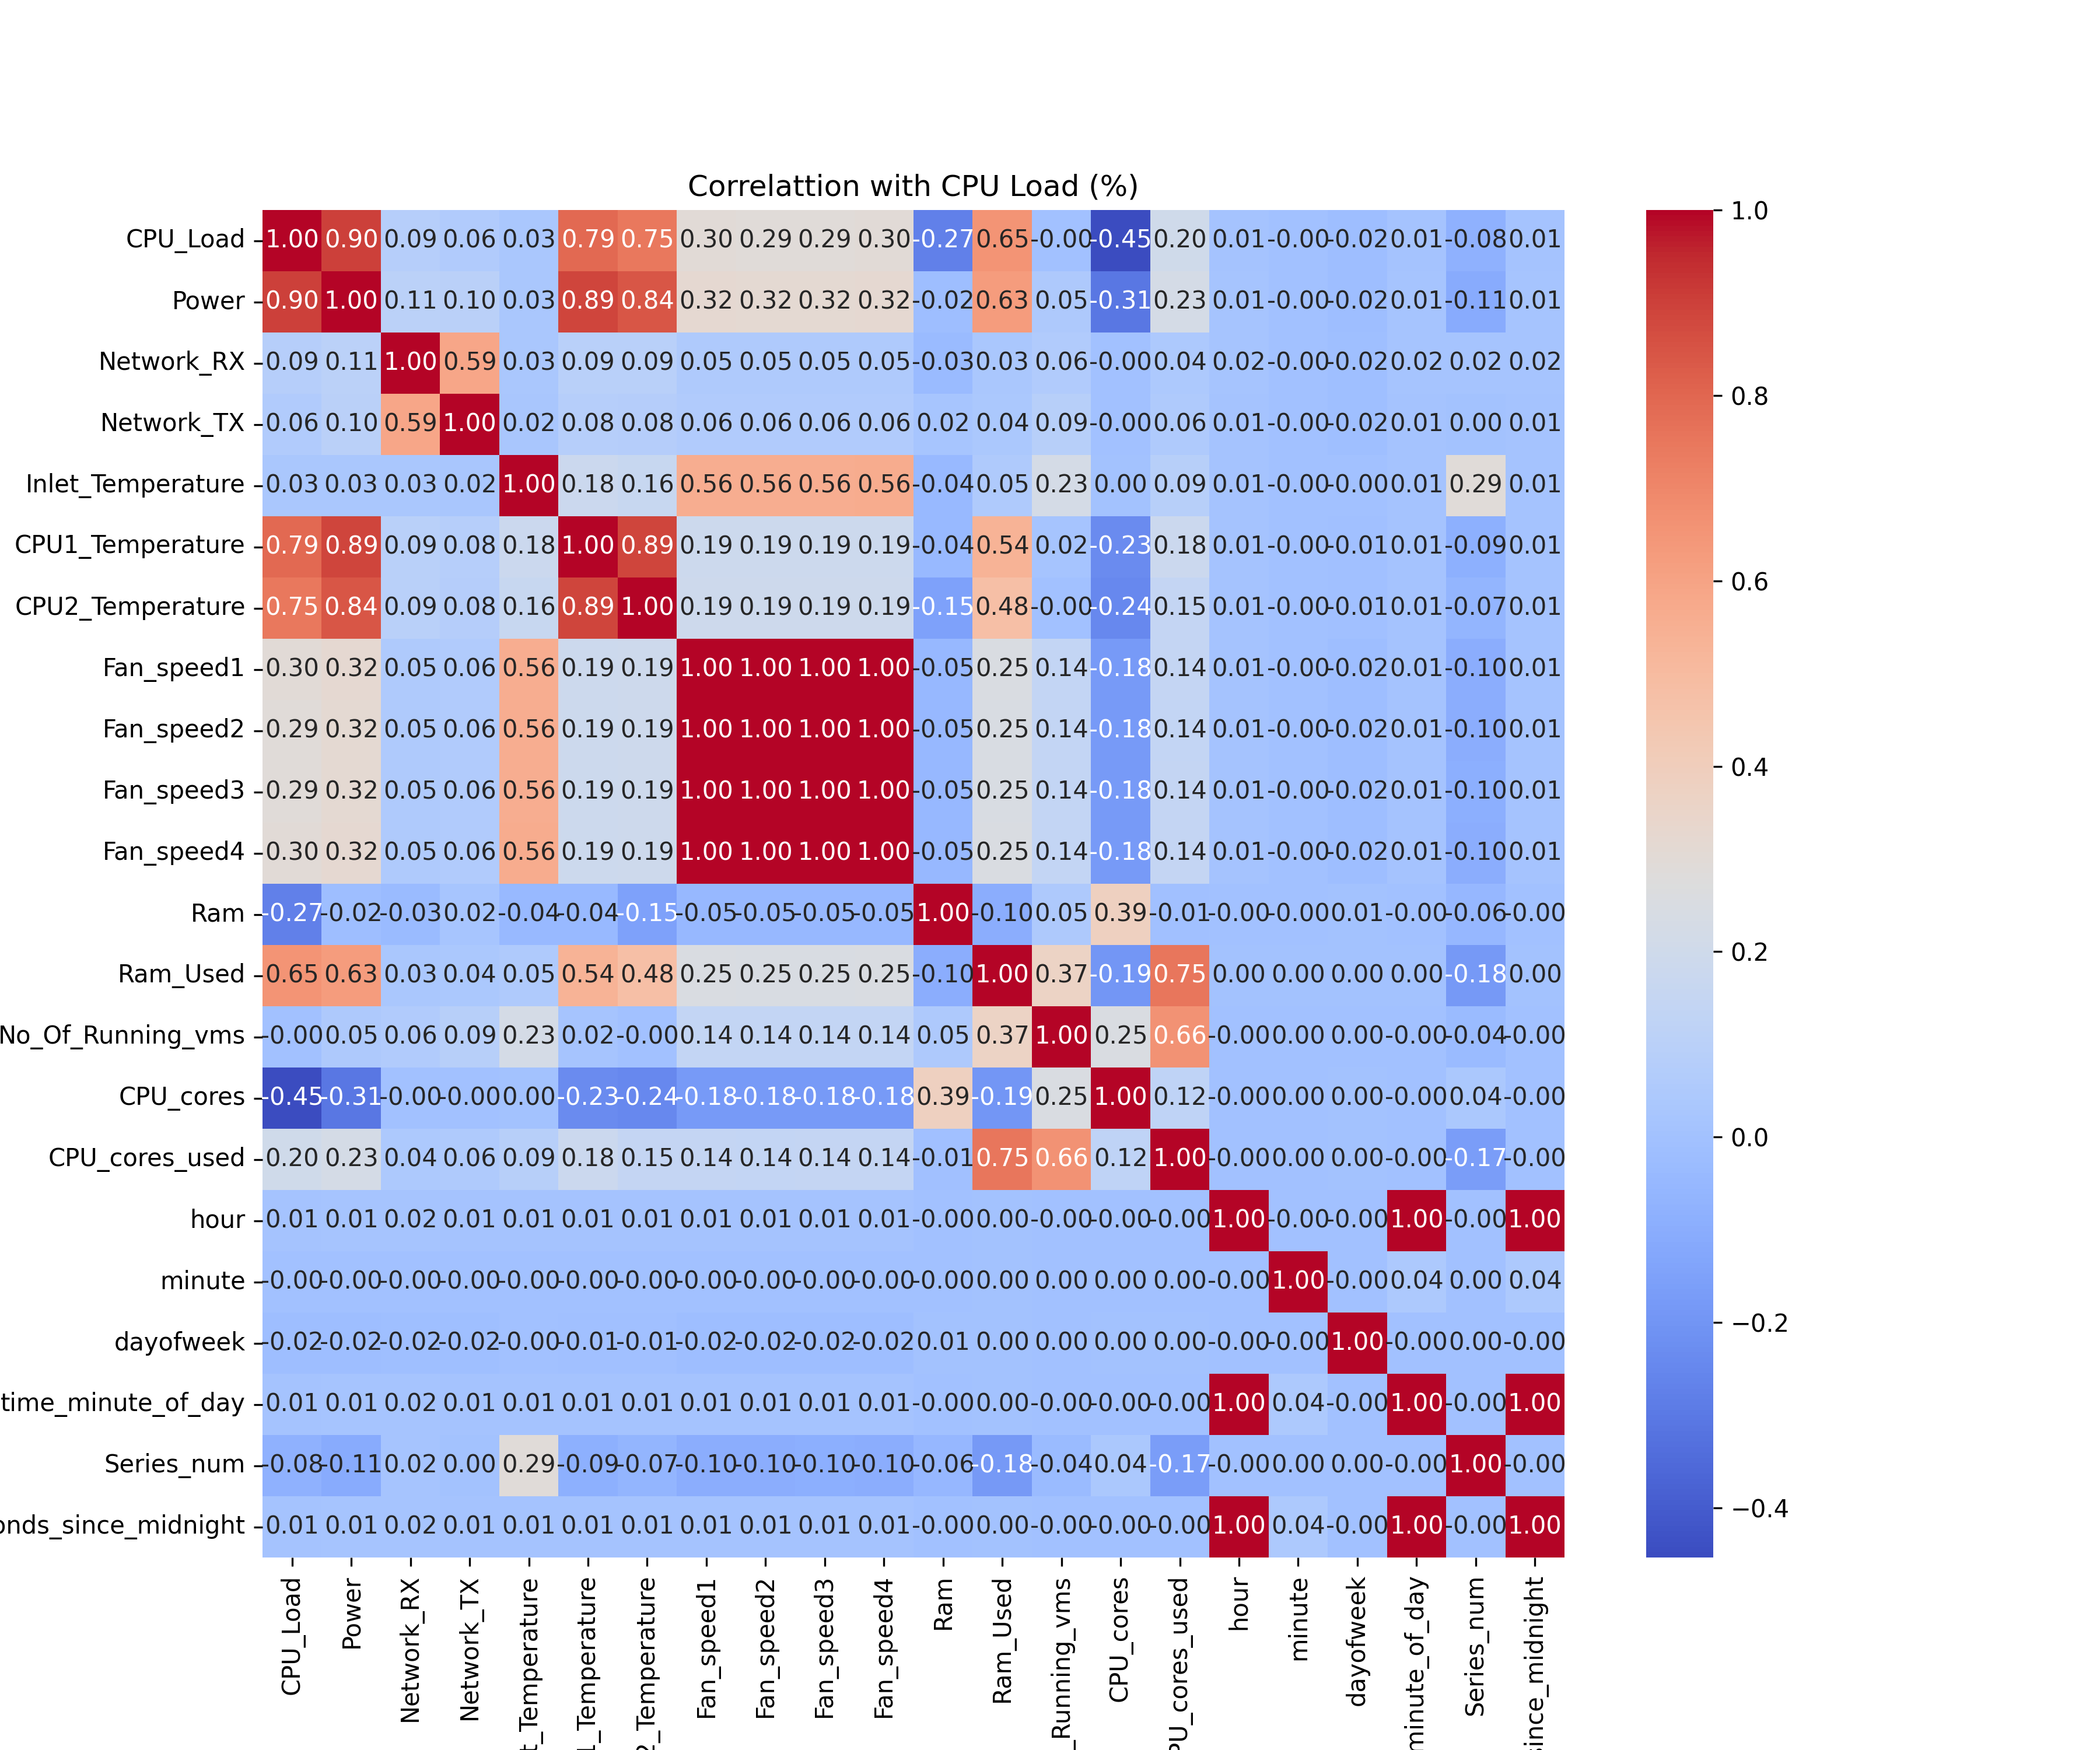 Correlattion with CPU Load (%)
CPU_Load 1.00 0.90 0.09 0.06 0.03 0.79 0.75 0.30 0.29 0.29 0.30 -0.27 0.65 -0.00 -0.45 0.20 0.01 -0.00 -0.02 0.01 -0.08 0.01
Power 0.90 1.00 0.11 0.10 0.03 0.89 0.84 0.32 0.32 0.32 0.32 -0.02 0.63 0.05 -0.31 0.23 0.01 -0.00 -0.02 0.01 -0.11 0.01
Network_RX 0.09 0.11 1.00 0.59 0.03 0.09 0.09 0.05 0.05 0.05 0.05 -0.03 0.03 0.06 -0.00 0.04 0.02 -0.00 -0.02 0.02 0.02 0.02
Network_TX 0.06 0.10 0.59 1.00 0.02 0.08 0.08 0.06 0.06 0.06 0.06 0.02 0.04 0.09 -0.00 0.06 0.01 -0.00 -0.02 0.01 0.00 0.01
Inlet_Temperature 0.03 0.03 0.03 0.02 1.00 0.18 0.16 0.56 0.56 0.56 0.56 -0.04 0.05 0.23 0.00 0.09 0.01 -0.00 -0.00 0.01 0.29 0.01
CPU1_Temperature 0.79 0.89 0.09 0.08 0.18 1.00 0.89 0.19 0.19 0.19 0.19 -0.04 0.54 0.02 -0.23 0.18 0.01 -0.00 -0.01 0.01 -0.09 0.01
CPU2_Temperature 0.75 0.84 0.09 0.08 0.16 0.89 1.00 0.19 0.19 0.19 0.19 -0.15 0.48 -0.00 -0.24 0.15 0.01 -0.00 -0.01 0.01 -0.07 0.01
Fan_speed1 0.30 0.32 0.05 0.06 0.56 0.19 0.19 1.00 1.00 1.00 1.00 -0.05 0.25 0.14 -0.18 0.14 0.01 -0.00 -0.02 0.01 -0.10 0.01
Fan_speed2 0.29 0.32 0.05 0.06 0.56 0.19 0.19 1.00 1.00 1.00 1.00 -0.05 0.25 0.14 -0.18 0.14 0.01 -0.00 -0.02 0.01 -0.10 0.01
Fan_speed3 0.29 0.32 0.05 0.06 0.56 0.19 0.19 1.00 1.00 1.00 1.00 -0.05 0.25 0.14 -0.18 0.14 0.01 -0.00 -0.02 0.01 -0.10 0.01
Fan_speed4 0.30 0.32 0.05 0.06 0.56 0.19 0.19 1.00 1.00 1.00 1.00 -0.05 0.25 0.14 -0.18 0.14 0.01 -0.00 -0.02 0.01 -0.10 0.01
Ram -0.27 -0.02 -0.03 0.02 -0.04 -0.04 -0.15 -0.05 -0.05 -0.05 -0.05 1.00 -0.10 0.05 0.39 -0.01 -0.00 -0.00 0.01 -0.00 -0.06 -0.00
Ram_Used 0.65 0.63 0.03 0.04 0.05 0.54 0.48 0.25 0.25 0.25 0.25 -0.10 1.00 0.37 -0.19 0.75 0.00 0.00 0.00 0.00 -0.18 0.00
No_Of_Running_vms -0.00 0.05 0.06 0.09 0.23 0.02 -0.00 0.14 0.14 0.14 0.14 0.05 0.37 1.00 0.25 0.66 -0.00 0.00 0.00 -0.00 -0.04 -0.00
CPU_cores -0.45 -0.31 -0.00 -0.00 0.00 -0.23 -0.24 -0.18 -0.18 -0.18 -0.18 0.39 -0.19 0.25 1.00 0.12 -0.00 0.00 0.00 -0.00 0.04 -0.00
CPU_cores_used 0.20 0.23 0.04 0.06 0.09 0.18 0.15 0.14 0.14 0.14 0.14 -0.01 0.75 0.66 0.12 1.00 -0.00 0.00 0.00 -0.00 -0.17 -0.00
hour 0.01 0.01 0.02 0.01 0.01 0.01 0.01 0.01 0.01 0.01 0.01 -0.00 0.00 -0.00 -0.00 -0.00 1.00 -0.00 -0.00 1.00 -0.00 1.00
minute -0.00 -0.00 -0.00 -0.00 -0.00 -0.00 -0.00 -0.00 -0.00 -0.00 -0.00 -0.00 0.00 0.00 0.00 0.00 -0.00 1.00 -0.00 0.04 0.00 0.04
dayofweek -0.02 -0.02 -0.02 -0.02 -0.00 -0.01 -0.01 -0.02 -0.02 -0.02 -0.02 0.01 0.00 0.00 0.00 0.00 -0.00 -0.00 1.00 -0.00 0.00 -0.00
time_minute_of_day 0.01 0.01 0.02 0.01 0.01 0.01 0.01 0.01 0.01 0.01 0.01 -0.00 0.00 -0.00 -0.00 -0.00 1.00 0.04 -0.00 1.00 -0.00 1.00
Series_num -0.08 -0.11 0.02 0.00 0.29 -0.09 -0.07 -0.10 -0.10 -0.10 -0.10 -0.06 -0.18 -0.04 0.04 -0.17 -0.00 0.00 0.00 -0.00 1.00 -0.00
onds_since_midnight 0.01 0.01 0.02 0.01 0.01 0.01 0.01 0.01 0.01 0.01 0.01 -0.00 0.00 -0.00 -0.00 -0.00 1.00 0.04 -0.00 1.00 -0.00 1.00
CPU_Load
Power
Network_RX
Network_TX
t_Temperature
1_Temperature
2_Temperature
Fan_speed1
Fan_speed2
Fan_speed3
Fan_speed4
Ram
Ram_Used
_Running_vms
CPU_cores
PU_cores_used
hour
minute
dayofweek
minute_of_day
Series_num
since_midnight
1.0
0.8
0.6
0.4
0.2
0.0
−0.2
−0.4